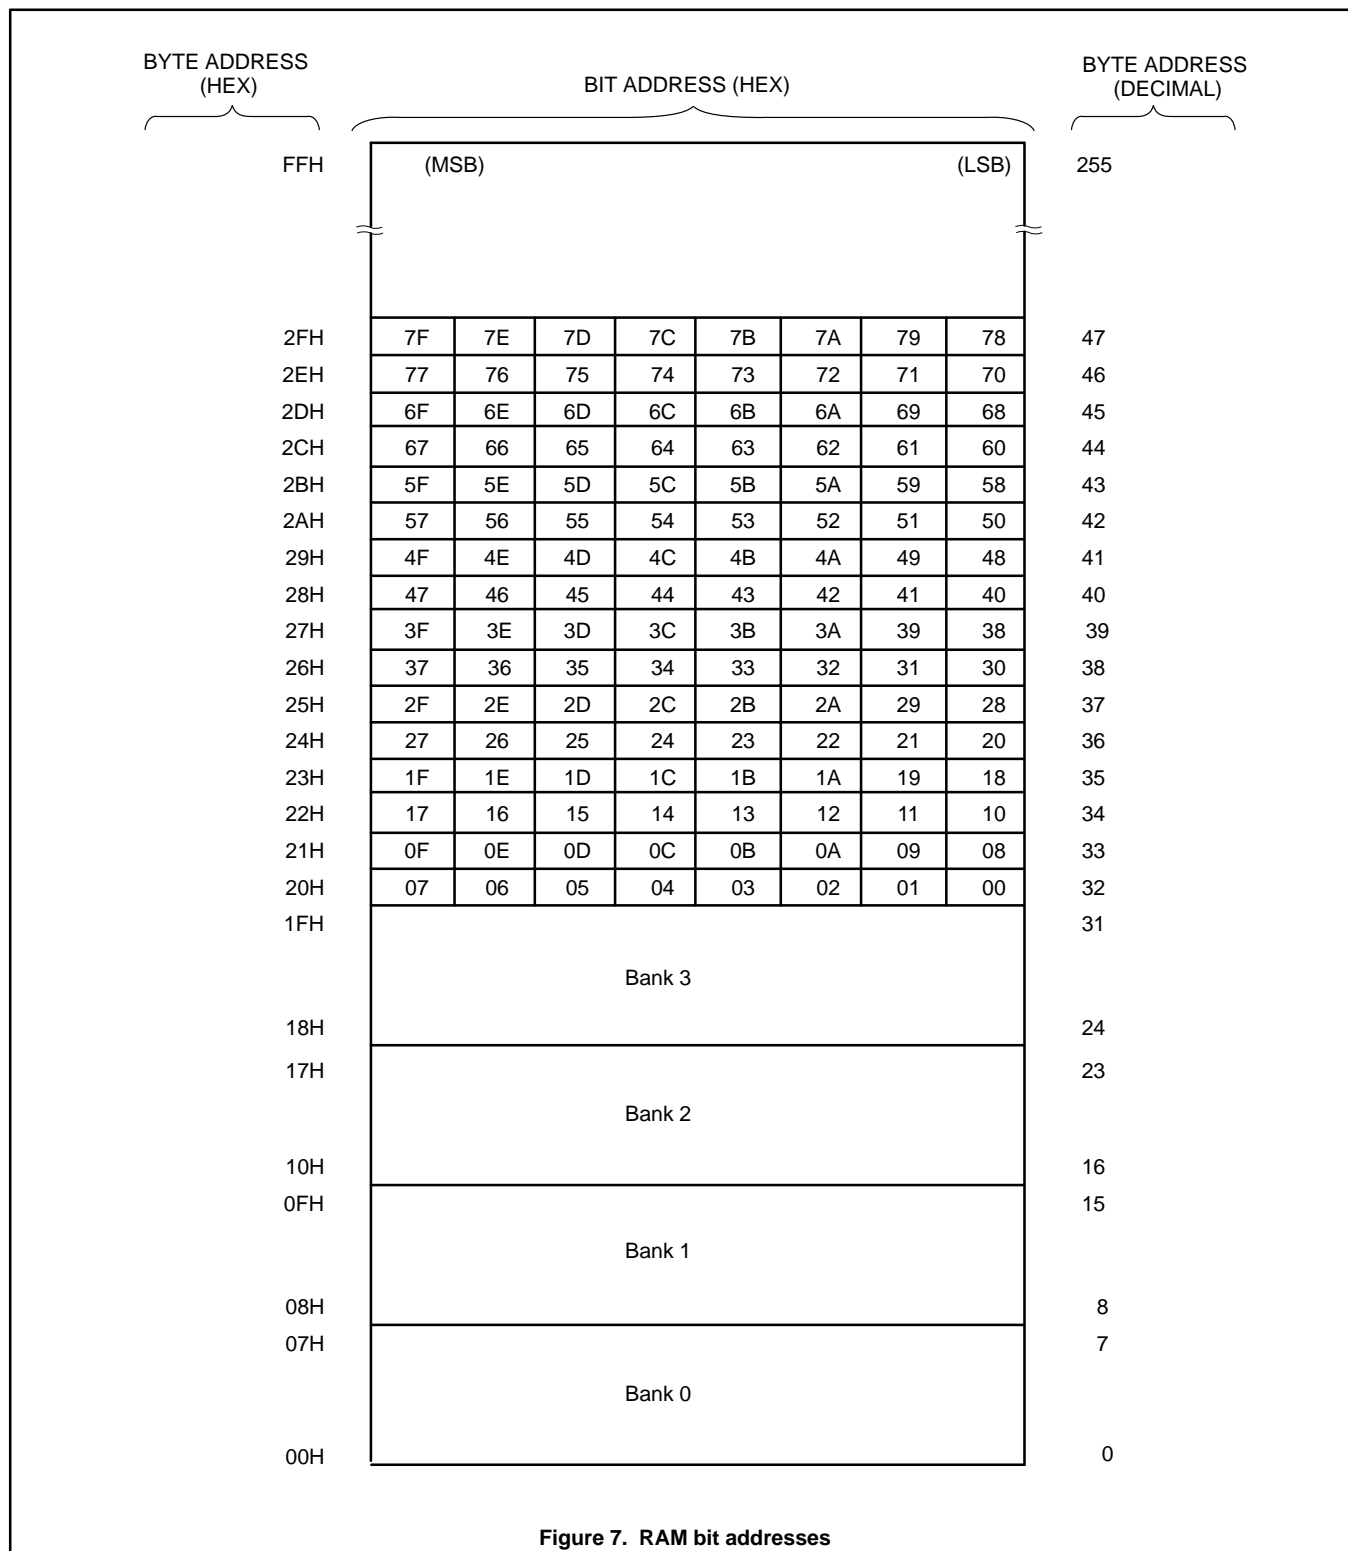 BYTE ADDRESS
(HEX)
BIT ADDRESS (HEX)
BYTE ADDRESS
(DECIMAL)
FFH (MSB) (LSB) 255
2FH 7F 7E 7D 7C 7B 7A 79 78 47
2EH 77 76 75 74 73 72 71 70 46
2DH 6F 6E 6D 6C 6B 6A 69 68 45
2CH 67 66 65 64 63 62 61 60 44
2BH 5F 5E 5D 5C 5B 5A 59 58 43
2AH 57 56 55 54 53 52 51 50 42
29H 4F 4E 4D 4C 4B 4A 49 48 41
28H 47 46 45 44 43 42 41 40 40
27H 3F 3E 3D 3C 3B 3A 39 38 39
26H 37 36 35 34 33 32 31 30 38
25H 2F 2E 2D 2C 2B 2A 29 28 37
24H 27 26 25 24 23 22 21 20 36
23H 1F 1E 1D 1C 1B 1A 19 18 35
22H 17 16 15 14 13 12 11 10 34
21H 0F 0E 0D 0C 0B 0A 09 08 33
20H 07 06 05 04 03 02 01 00 32
1FH 31
Bank 3
18H 24
17H 23
Bank 2
10H 16
0FH 15
Bank 1
08H 8
07H 7
Bank 0
00H 0
Figure 7. RAM bit addresses